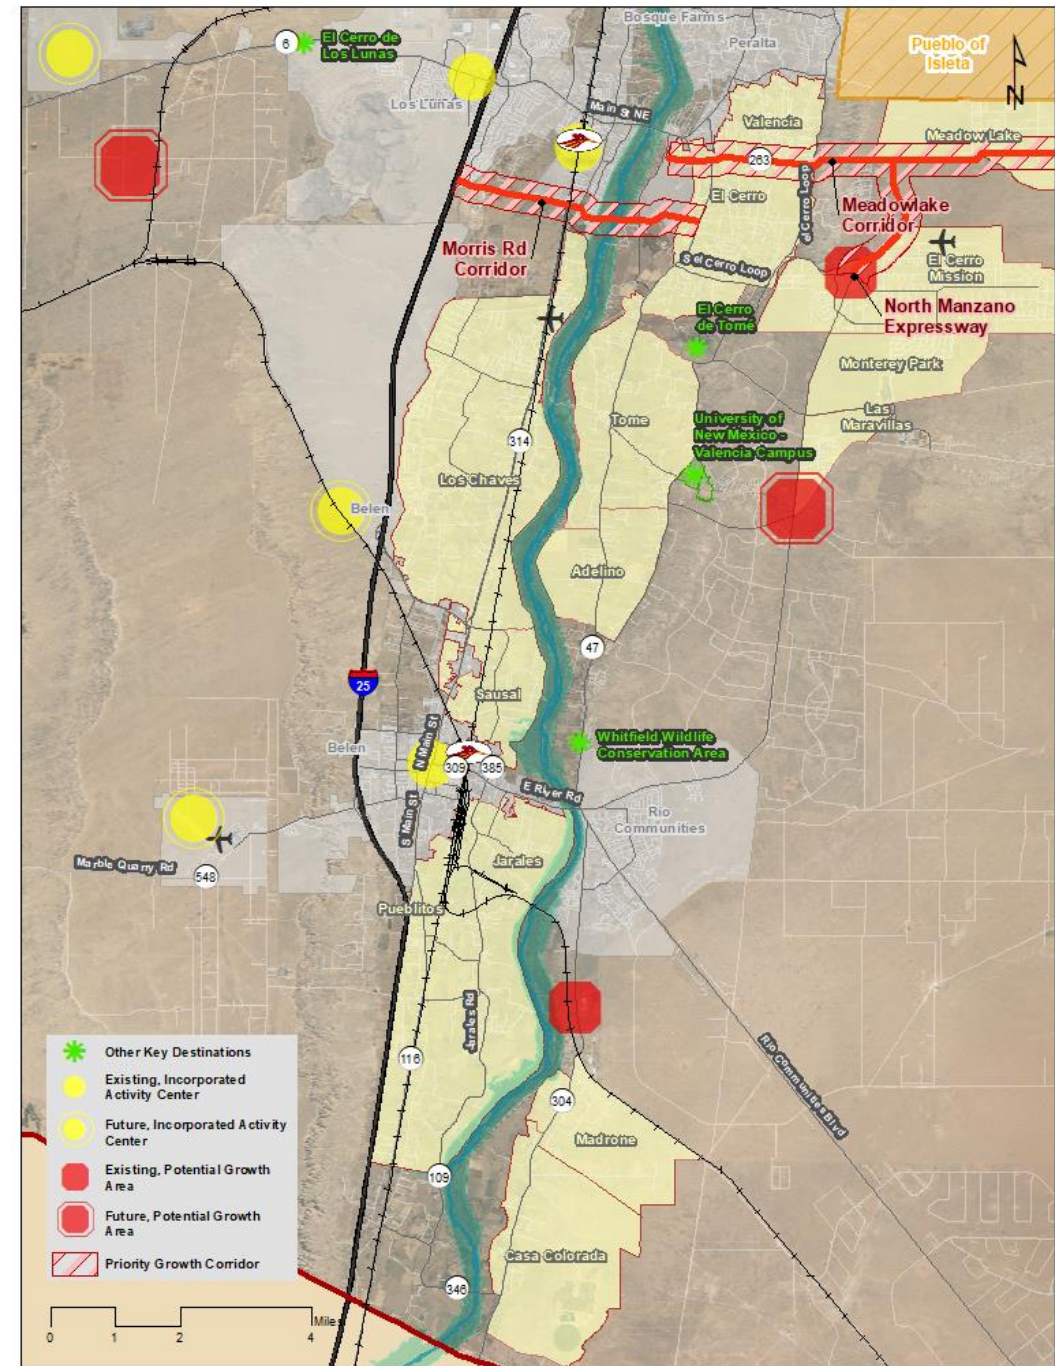 Bosque Farms
Peralta
Pueblo of
Isleta
N
6
El Cerro de
Los Lunas
Los Lunas
Main St NE
Valencia
Meadow Lake
263
El Cerro
el Cerro Loop
Meadowlake
Corridor
Morris Rd
Corridor
S el Cerro Loop
El Cerro
Mission
North Manzano
Expressway
El Cerro
de Tomé
Monterey Park
Las
Maravillas
Tome
University of
New Mexico -
Valencia Campus
314
Los Chaves
Belen
Adelino
47
25
Sausal
N Main St
Belen
Whitfield Wildlife
Conservation Area
309
385
E River Rd
S Main St
Rio
Communities
Marble Quarry Rd
548
Jarales
Pueblitos
Jarales Rd
116
Rio Communities Blvd
304
Madrone
109
Casa Colorada
346
Other Key Destinations
Existing, Incorporated
Activity Center
Future, Incorporated Activity
Center
Existing, Potential Growth
Area
Future, Potential Growth
Area
Priority Growth Corridor
Miles
0 1 2 4